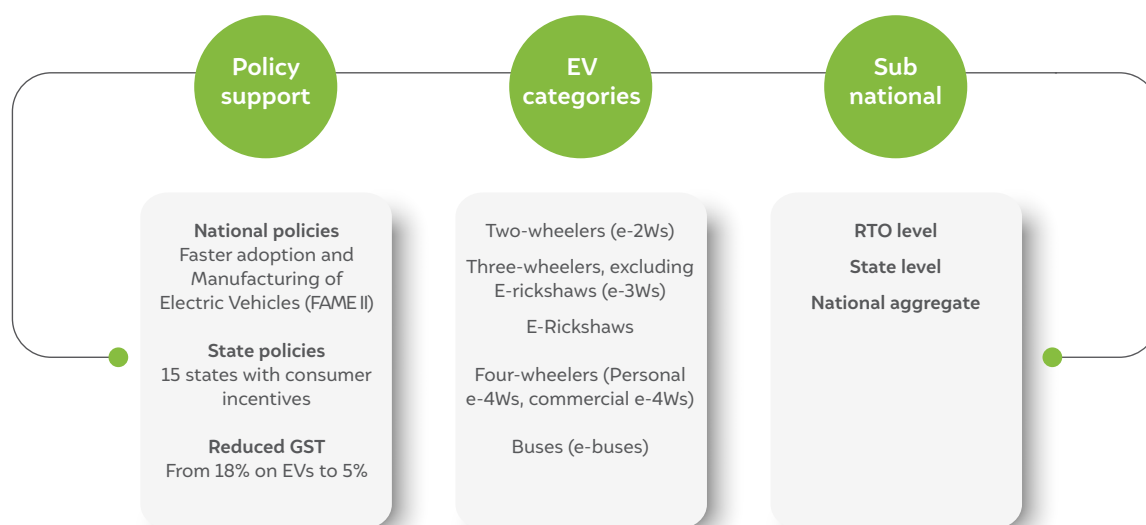 Policy
support
EV
categories
Sub
national
National policies
Faster adoption and
Manufacturing of
Electric Vehicles (FAME II)
State policies
15 states with consumer
incentives
Reduced GST
From 18% on EVs to 5%
Two-wheelers (e-2Ws)
Three-wheelers, excluding
E-rickshaws (e-3Ws)
E-Rickshaws
Four-wheelers (Personal
e-4Ws, commercial e-4Ws)
Buses (e-buses)
RTO level
State level
National aggregate